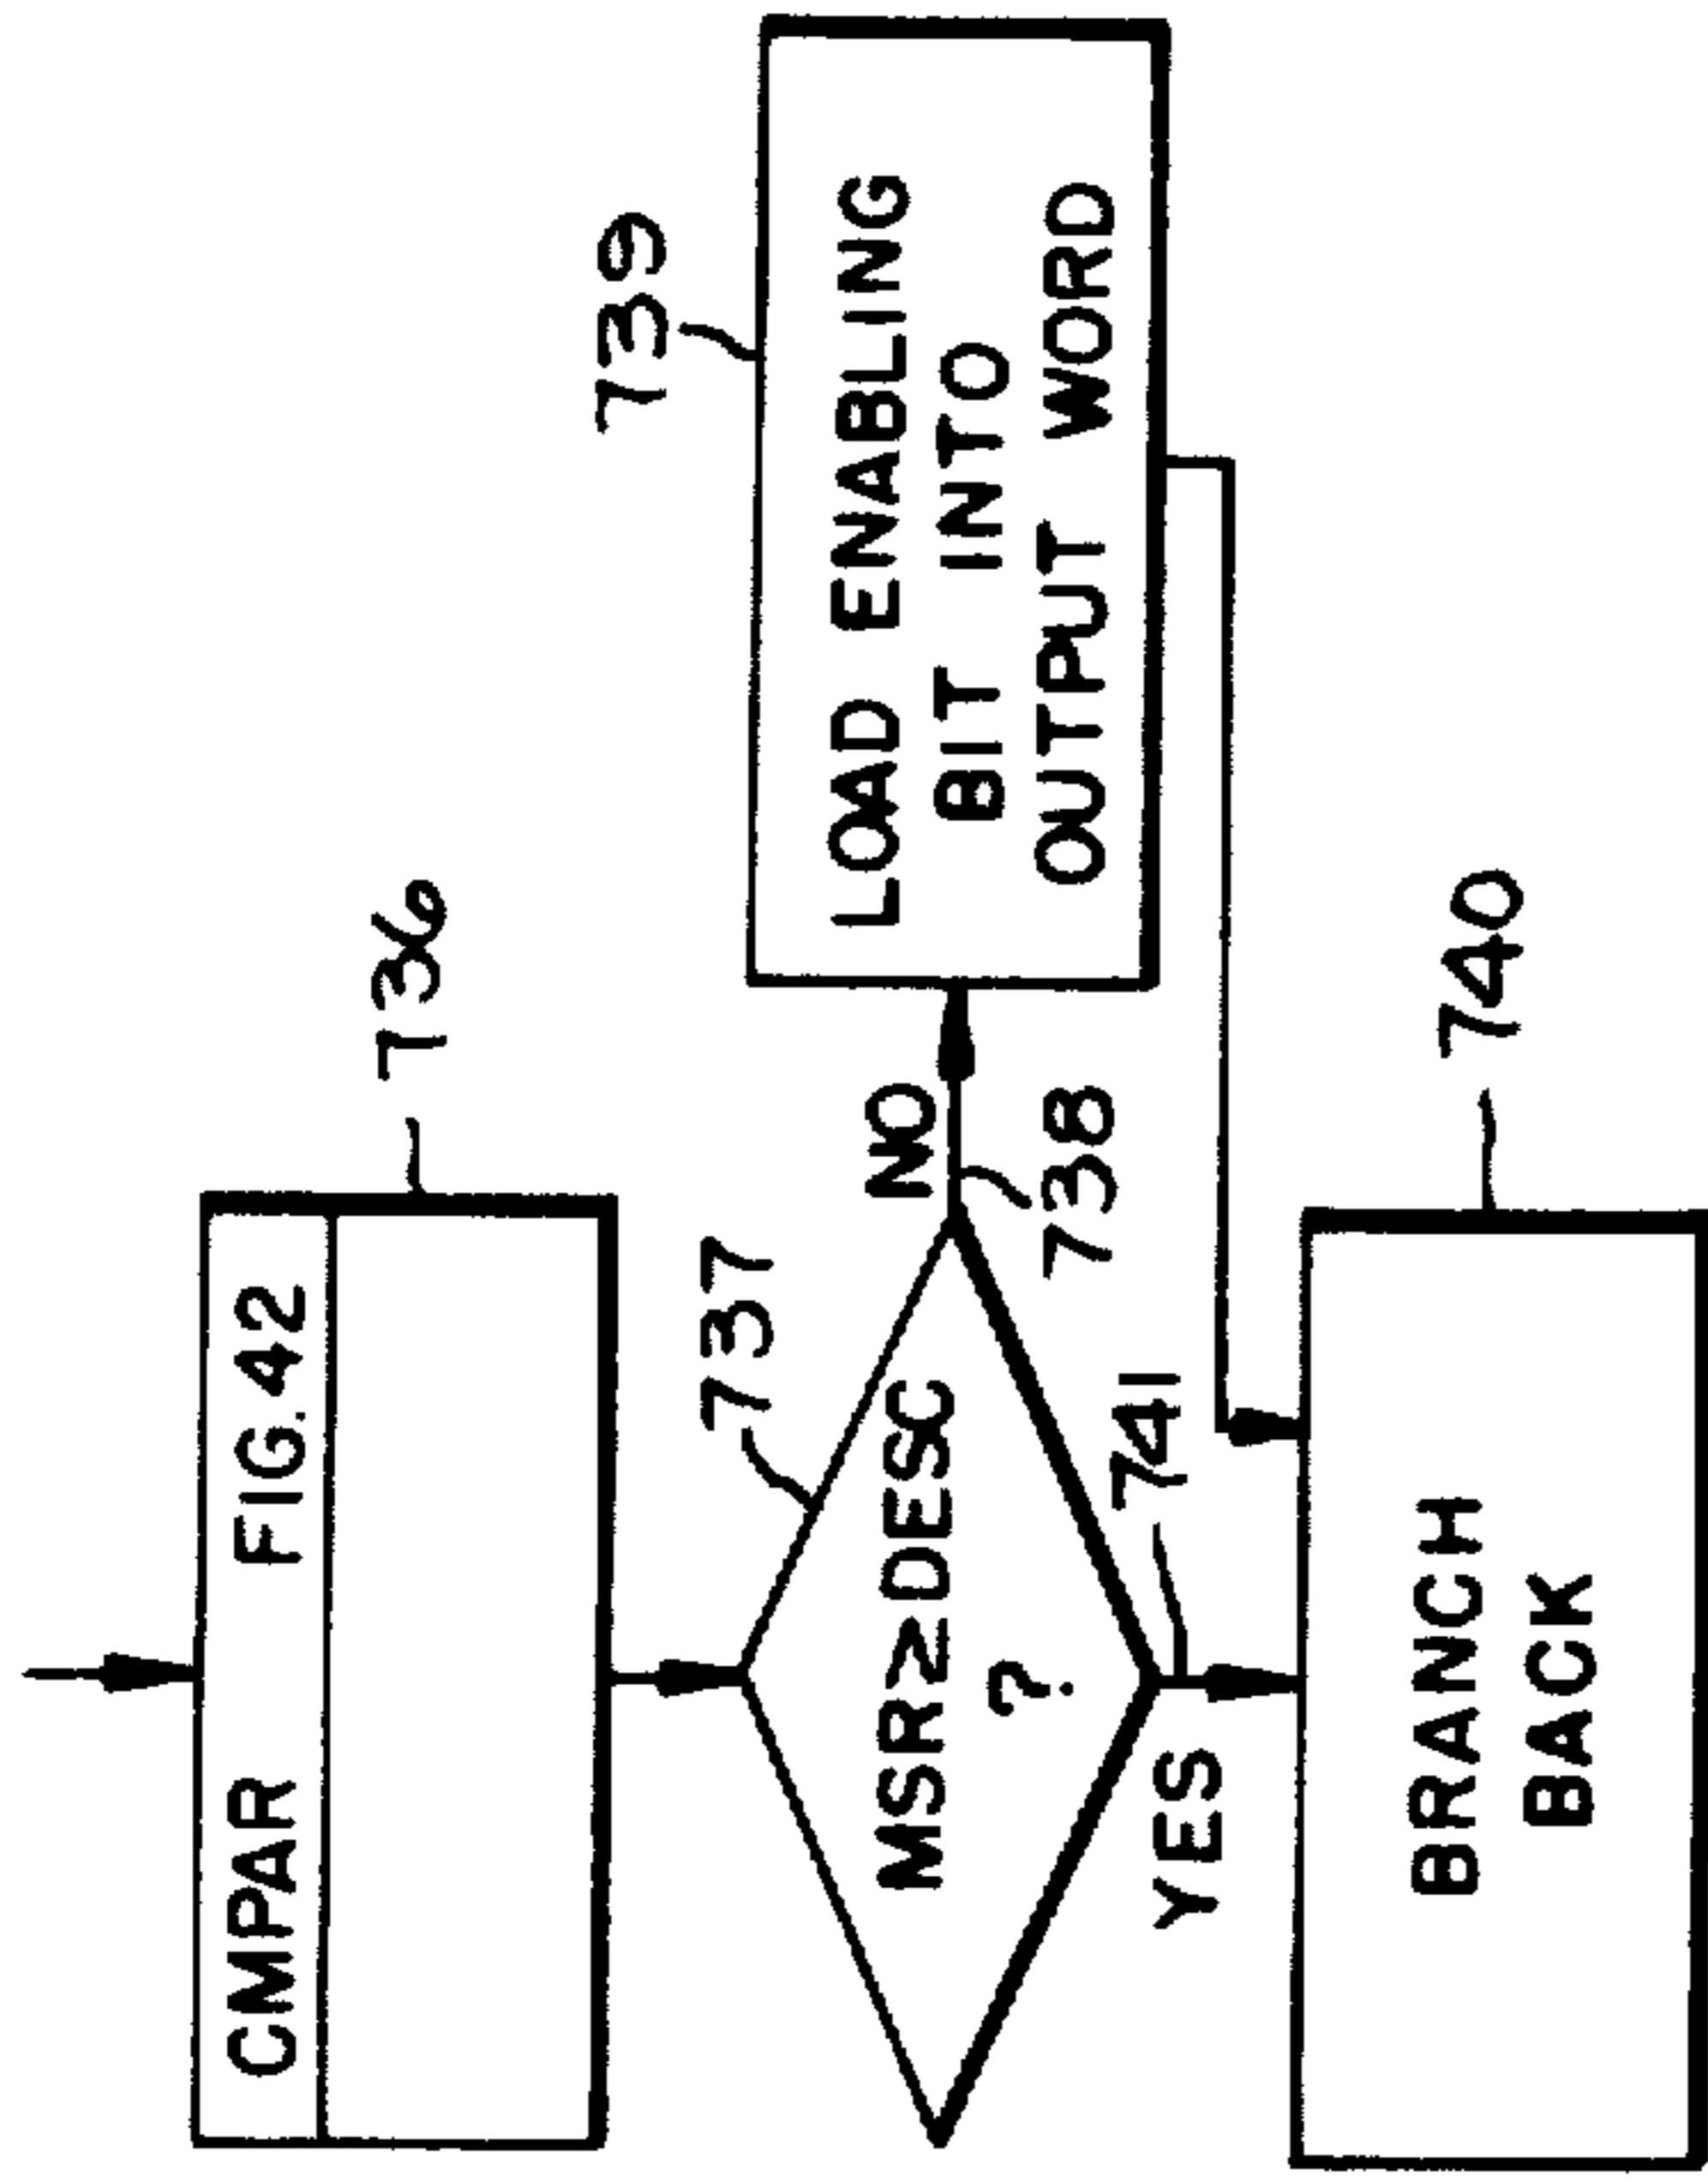 CMPAR FIG. 42
736
737
739
MSR≥DESC
?
NO
738
LOAD ENABLING
BIT INTO
OUTPUT WORD
YES
741
740
BRANCH
BACK